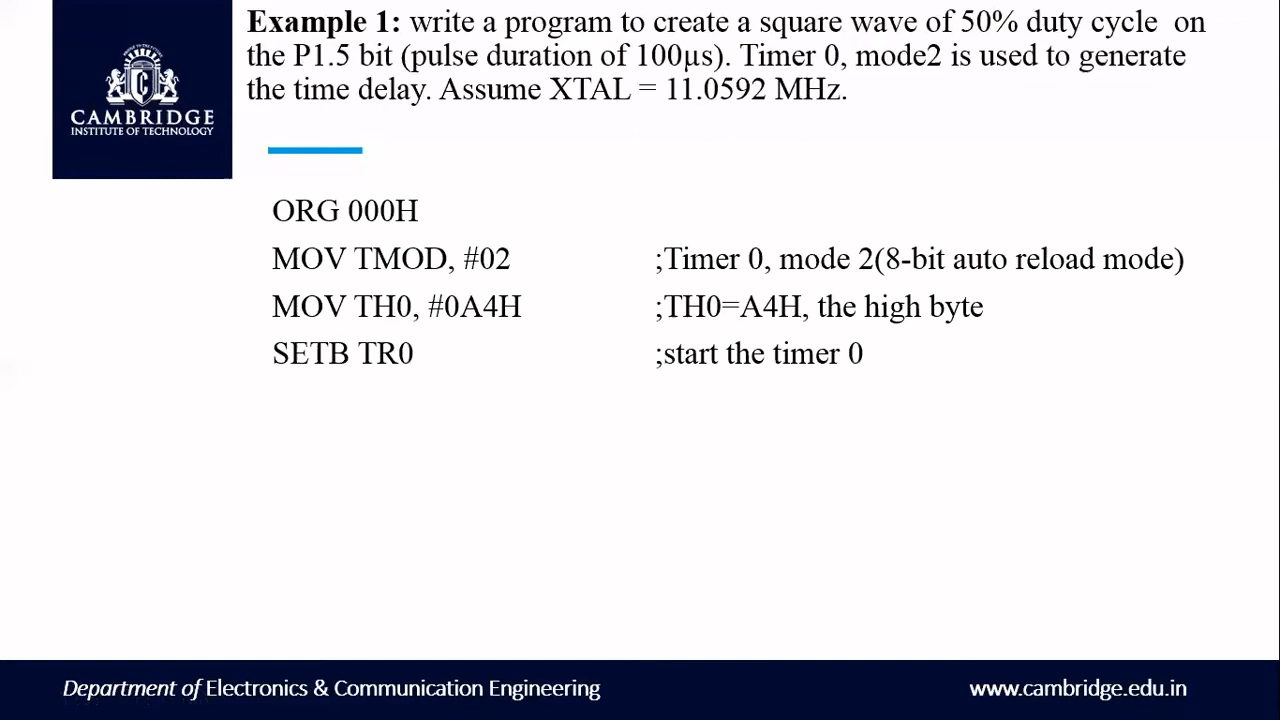 CAMBRIDGE
INSTITUTE OF TECHNOLOGY
Example 1: write a program to create a square wave of 50% duty cycle on
the P1.5 bit (pulse duration of 100µs). Timer 0, mode2 is used to generate
the time delay. Assume XTAL = 11.0592 MHz.
ORG 000H
MOV TMOD, #02 ;Timer 0, mode 2(8-bit auto reload mode)
MOV TH0, #0A4H ;TH0=A4H, the high byte
SETB TR0 ;start the timer 0
Department of Electronics & Communication Engineering www.cambridge.edu.in